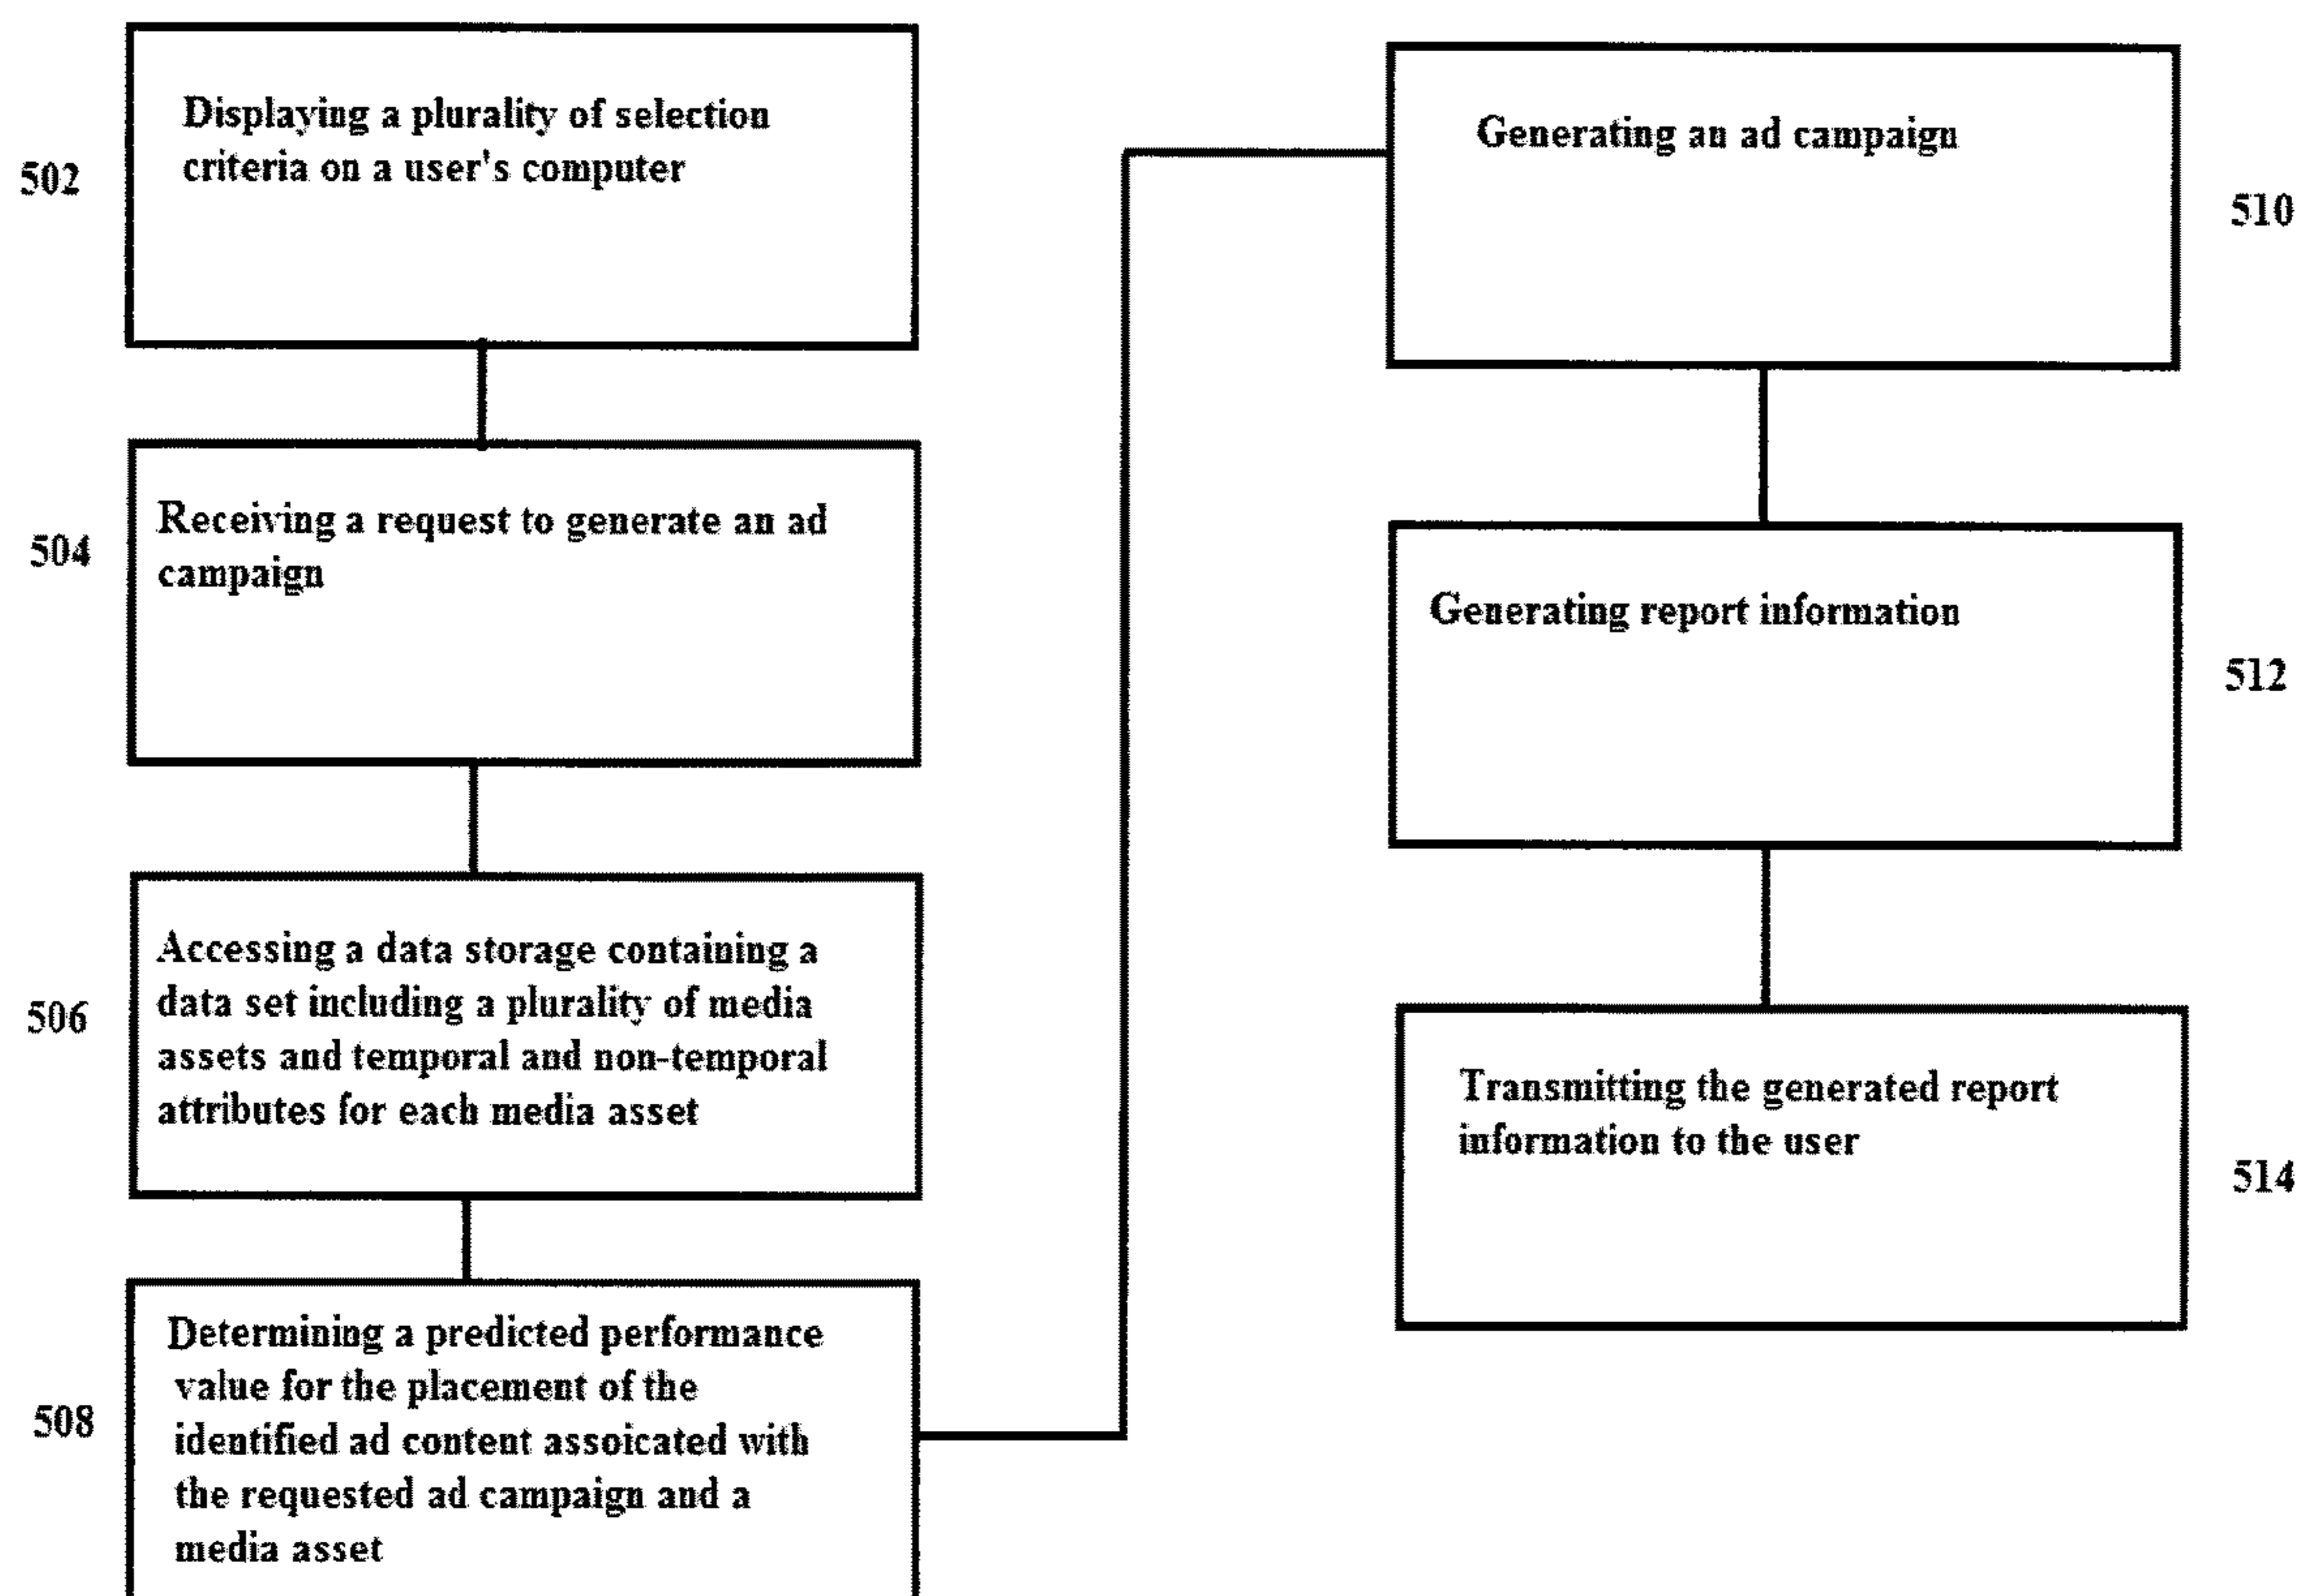 Displaying a plurality of selection
criteria on a user's computer
502
Receiving a request to generate an ad
campaign
504
Accessing a data storage containing a
data set including a plurality of media
assets and temporal and non-temporal
attributes for each media asset
506
Determining a predicted performance
value for the placement of the
identified ad content assoicated with
the requested ad campaign and a
media asset
508
Generating an ad campaign
510
Generating report information
512
Transmitting the generated report
information to the user
514